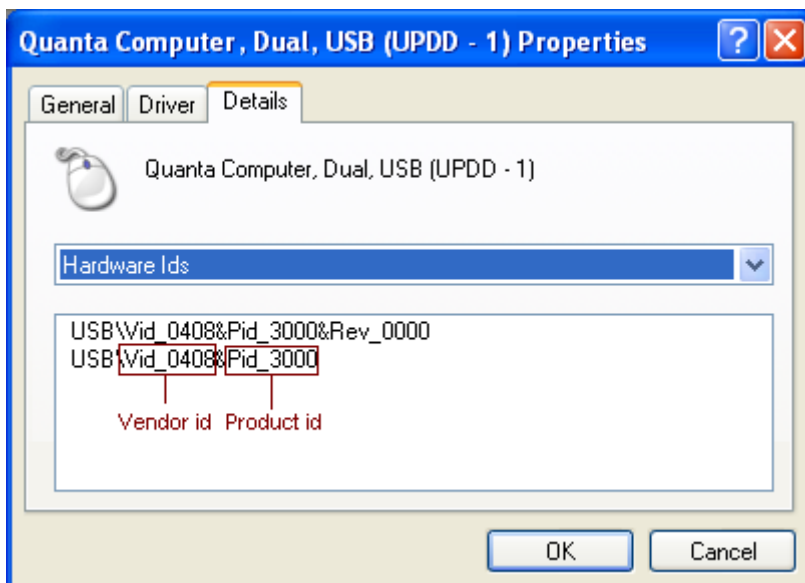 Quanta Computer, Dual, USB (UPDD - 1) Properties
General Driver Details
Quanta Computer, Dual, USB (UPDD - 1)
Hardware Ids
USB\Vid_0408&Pid_3000&Rev_0000
USB\Vid_0408&Pid_3000
Vendor id Product id
OK Cancel